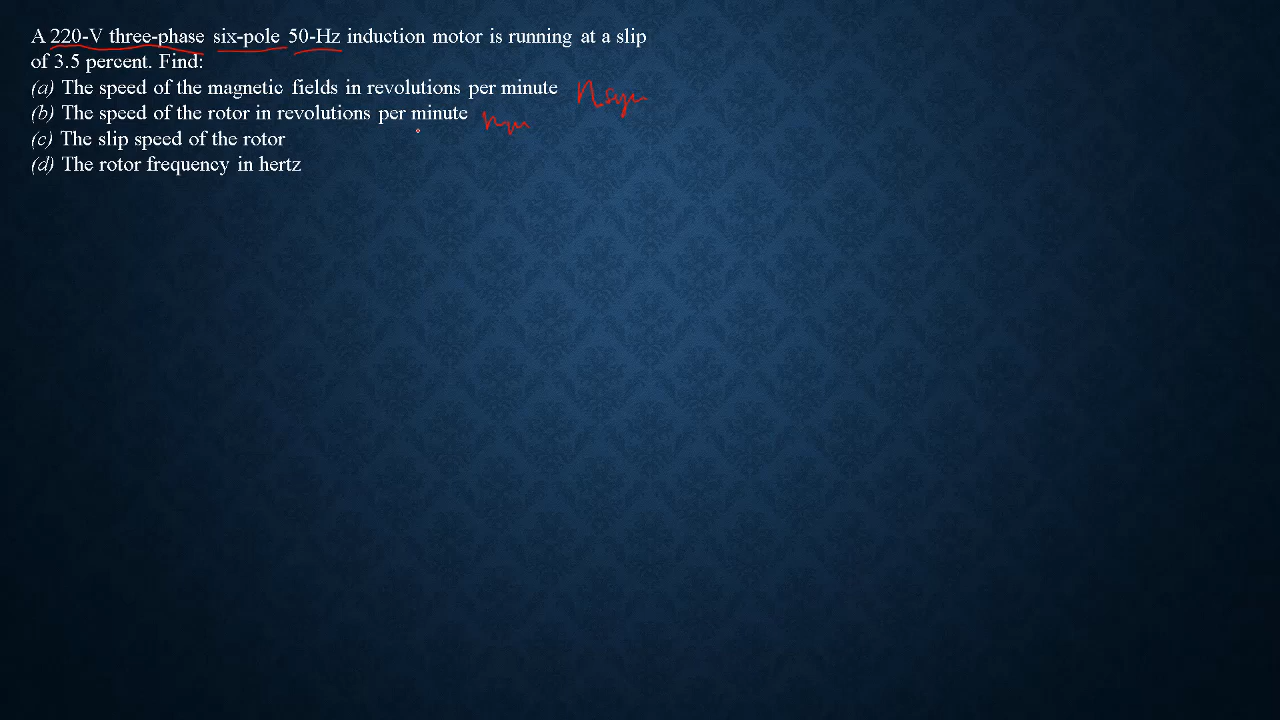 A 220-V three-phase six-pole 50-Hz induction motor is running at a slip
of 3.5 percent. Find:
(a) The speed of the magnetic fields in revolutions per minute nsyn
(b) The speed of the rotor in revolutions per minute
(c) The slip speed of the rotor
(d) The rotor frequency in hertz